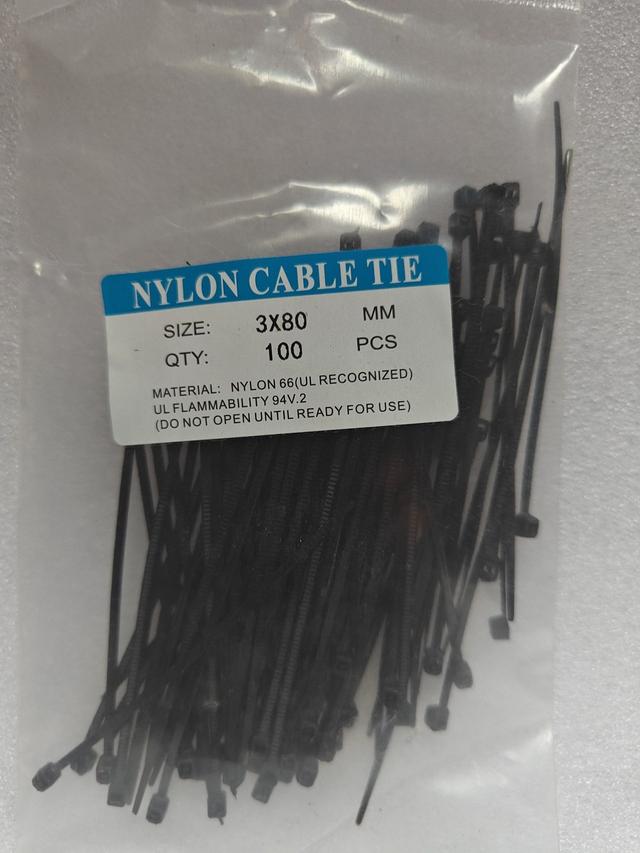 NYLON CABLE TIE
SIZE: 3X80 MM
QTY: 100 PCS
MATERIAL: NYLON 66(UL RECOGNIZED)
UL FLAMMABILITY 94V.2
(DO NOT OPEN UNTIL READY FOR USE)